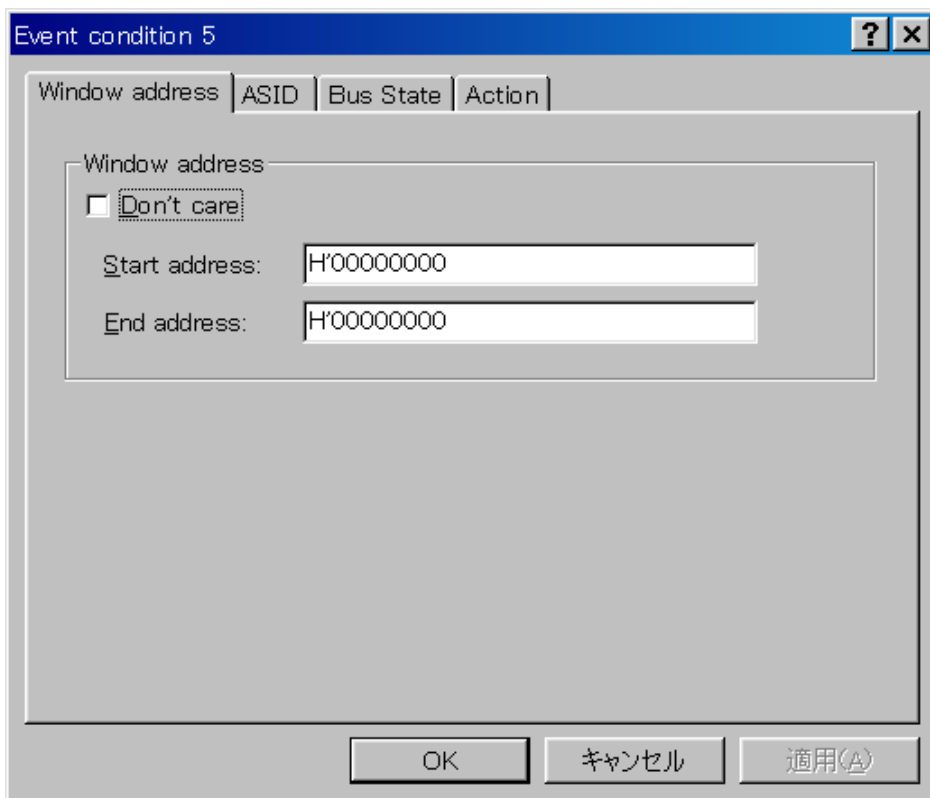 Event condition 5
Window address ASID Bus State Action
Window address
Don't care
Start address: H'00000000
End address: H'00000000
OK キャンセル 適用(A)